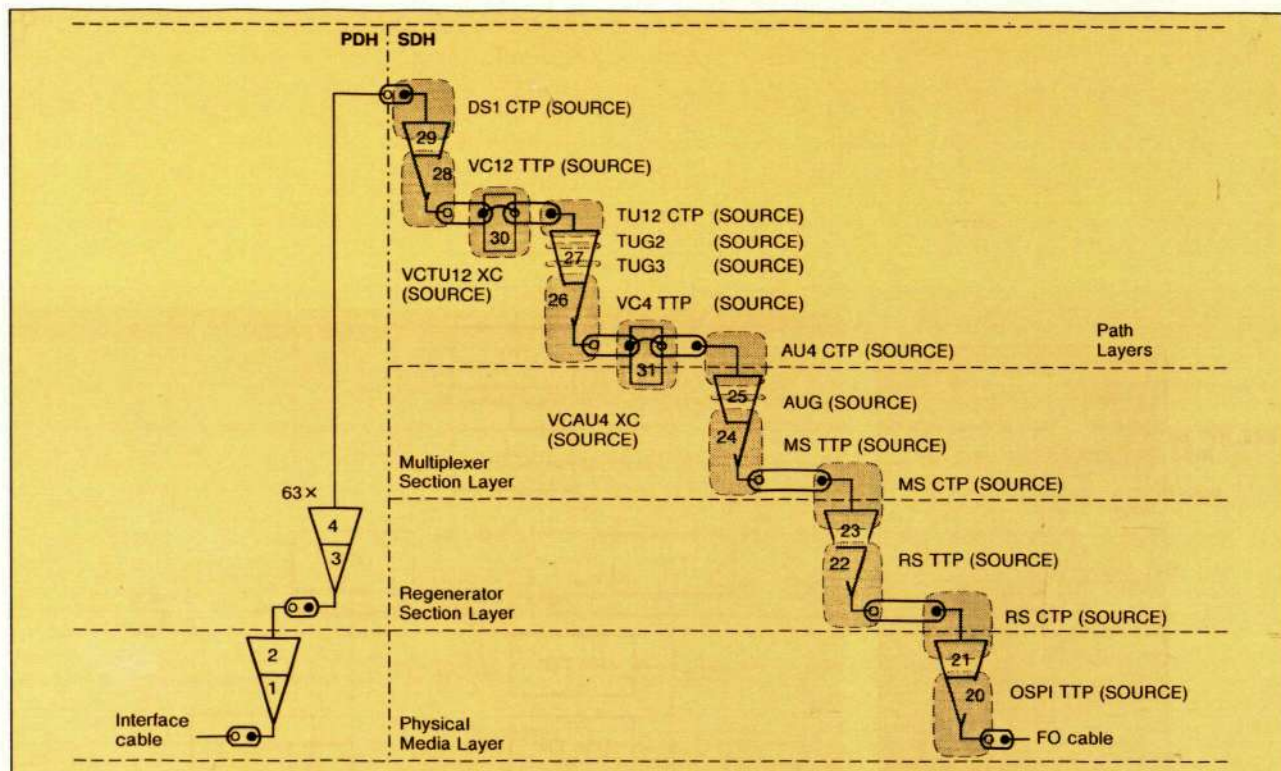 PDH SDH
DS1 CTP (SOURCE)
29
28
VC12 TTP (SOURCE)
30
VCTU12 XC
(SOURCE)
TU12 CTP (SOURCE)
TUG2 (SOURCE)
TUG3 (SOURCE)
27
26
VC4 TTP (SOURCE)
31
VCAU4 XC
(SOURCE)
AU4 CTP (SOURCE)
Path
Layers
25
AUG (SOURCE)
24
MS TTP (SOURCE)
Multiplexer
Section Layer
MS CTP (SOURCE)
63×
4
3
23
22
RS TTP (SOURCE)
Regenerator
Section Layer
RS CTP (SOURCE)
2
1
21
20
OSPI TTP (SOURCE)
Interface
cable
Physical
Media Layer
FO cable